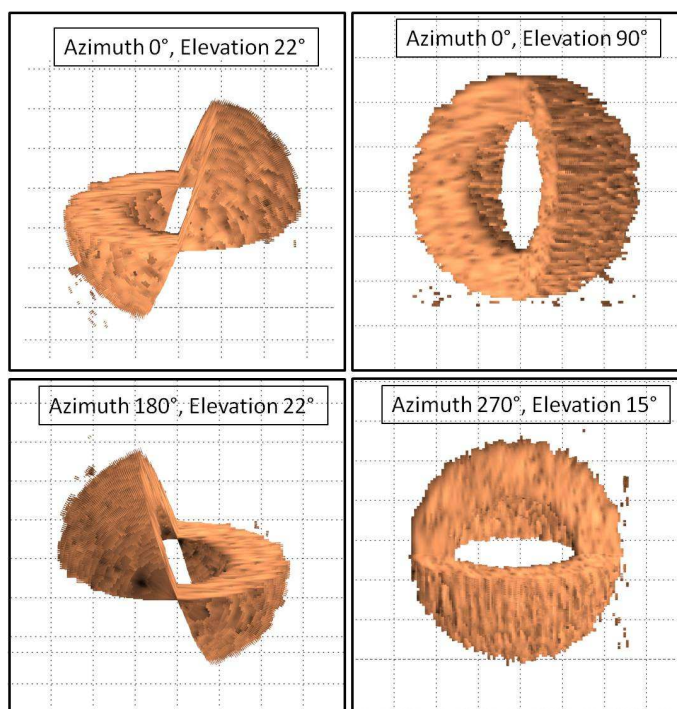 Azimuth 0°, Elevation 22°
Azimuth 0°, Elevation 90°
Azimuth 180°, Elevation 22°
Azimuth 270°, Elevation 15°